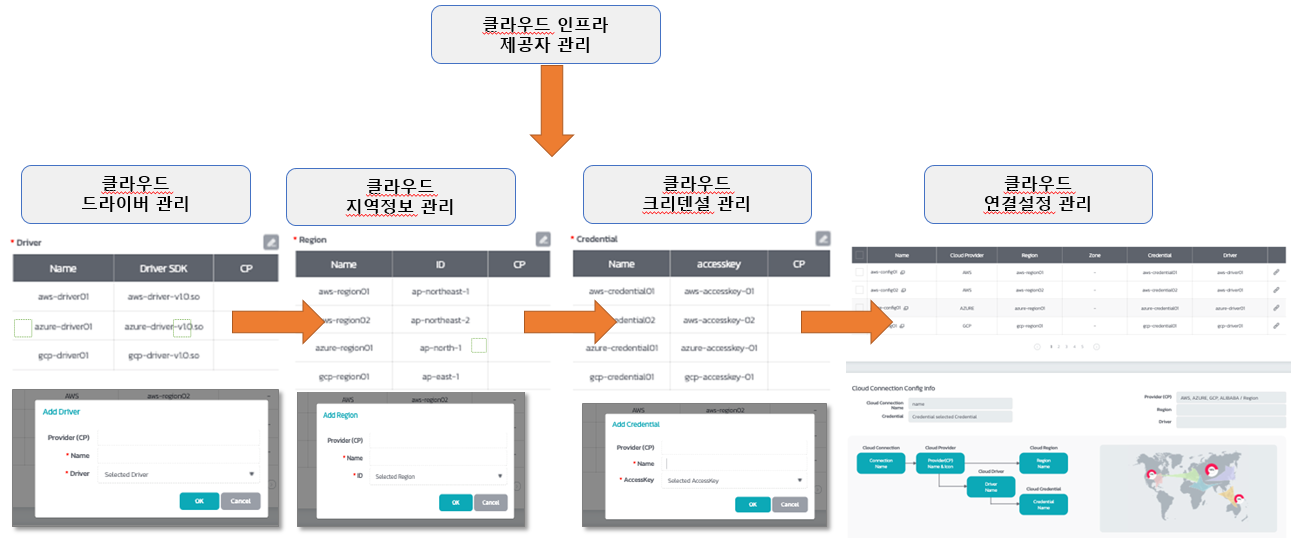 클라우드 인프라
제공자 관리
클라우드
드라이버 관리
클라우드
지역정보 관리
클라우드
크리덴셜 관리
클라우드
연결설정 관리
* Driver
Name Driver SDK CP
aws-driver01 aws-driver-v1.0.so
azure-driver01 azure-driver-v1.0.so
gcp-driver01 gcp-driver-v1.0.so
* Region
Name ID CP
aws-region01 ap-northeast-1
aws-region02 ap-northeast-2
azure-region01 ap-north-1
gcp-region01 ap-east-1
* Credential
Name accesskey CP
aws-credential01 aws-accesskey-01
credential02 aws-accesskey-01
azure-credential01 azure-accesskey-01
gcp-credential01 gcp-accesskey-01
Name Cloud Provider Region Zone Credential Driver
aws-config01 AWS aws-region01 - aws-credential01 aws-driver01
aws-config02 AWS aws-region02 - aws-credential02 aws-driver01
config01 AZURE azure-region01 - azure-credential01 azure-driver01
GCP gcp-region01 - gcp-credential01 gcp-driver01
1 2 3 4 5
AWS aws-region02
Add Driver
Provider (CP)
* Name
* Driver Selected Driver
OK Cancel
AWS aws-region02
Add Region
Provider (CP)
* Name
* ID Selected Region
OK Cancel
AWS aws-region02
Add Credential
Provider (CP)
* Name
* AccessKey Selected AccessKey
OK Cancel
Cloud Connection Config Info
Cloud Connection
Name
name
Credential Credential selected Credential
Provider (CP) AWS, AZURE, GCP, ALIBABA / Region
Region
Driver
Cloud Connection
Connection
Name
Cloud Provider
Provider(CP)
Name & Icon
Cloud Region
Region
Name
Cloud Driver
Driver
Name
Cloud Credential
Credential
Name